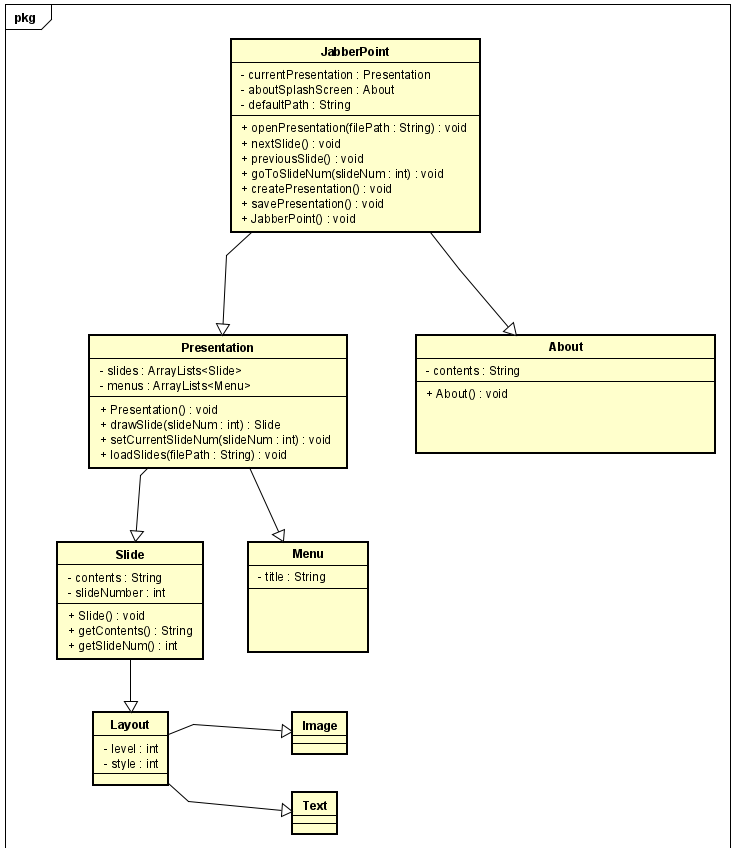 pkg
JabberPoint
- currentPresentation : Presentation
- aboutSplashScreen : About
- defaultPath : String
+ openPresentation(filePath : String) : void
+ nextSlide() : void
+ previousSlide() : void
+ goToSlideNum(slideNum : int) : void
+ createPresentation() : void
+ savePresentation() : void
+ JabberPoint() : void
Presentation
- slides : ArrayLists<Slide>
- menus : ArrayLists<Menu>
+ Presentation() : void
+ drawSlide(slideNum : int) : Slide
+ setCurrentSlideNum(slideNum : int) : void
+ loadSlides(filePath : String) : void
About
- contents : String
+ About() : void
Slide
- contents : String
- slideNumber : int
+ Slide() : void
+ getContents() : String
+ getSlideNum() : int
Menu
- title : String
Layout
- level : int
- style : int
Image
Text